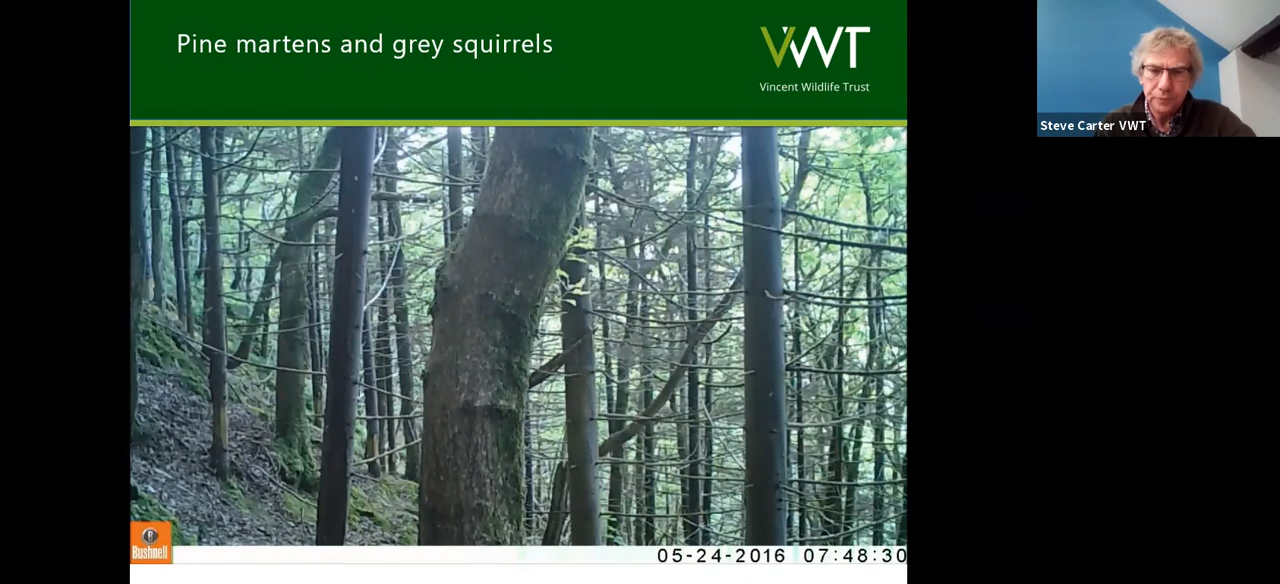 Pine martens and grey squirrels
VWT
Vincent Wildlife Trust
Steve Carter VWT
Bushnell
05-24-2016 07:48:30